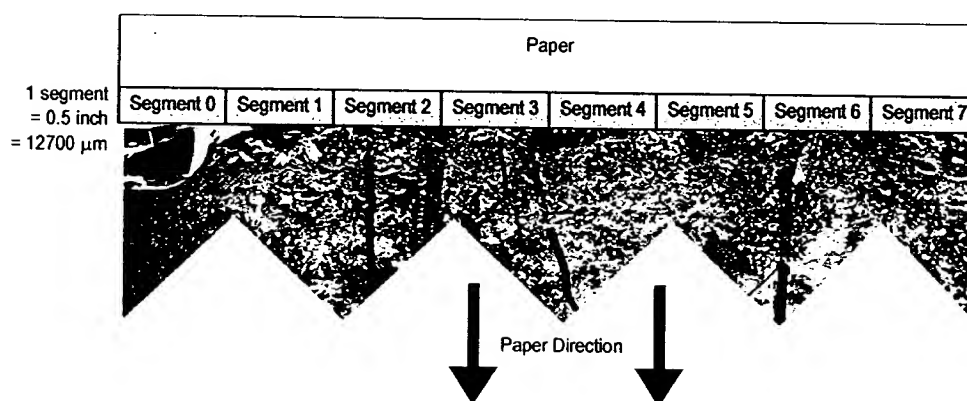 Paper
1 segment
= 0.5 inch
= 12700 µm
Segment 0 Segment 1 Segment 2 Segment 3 Segment 4 Segment 5 Segment 6 Segment 7
Paper Direction